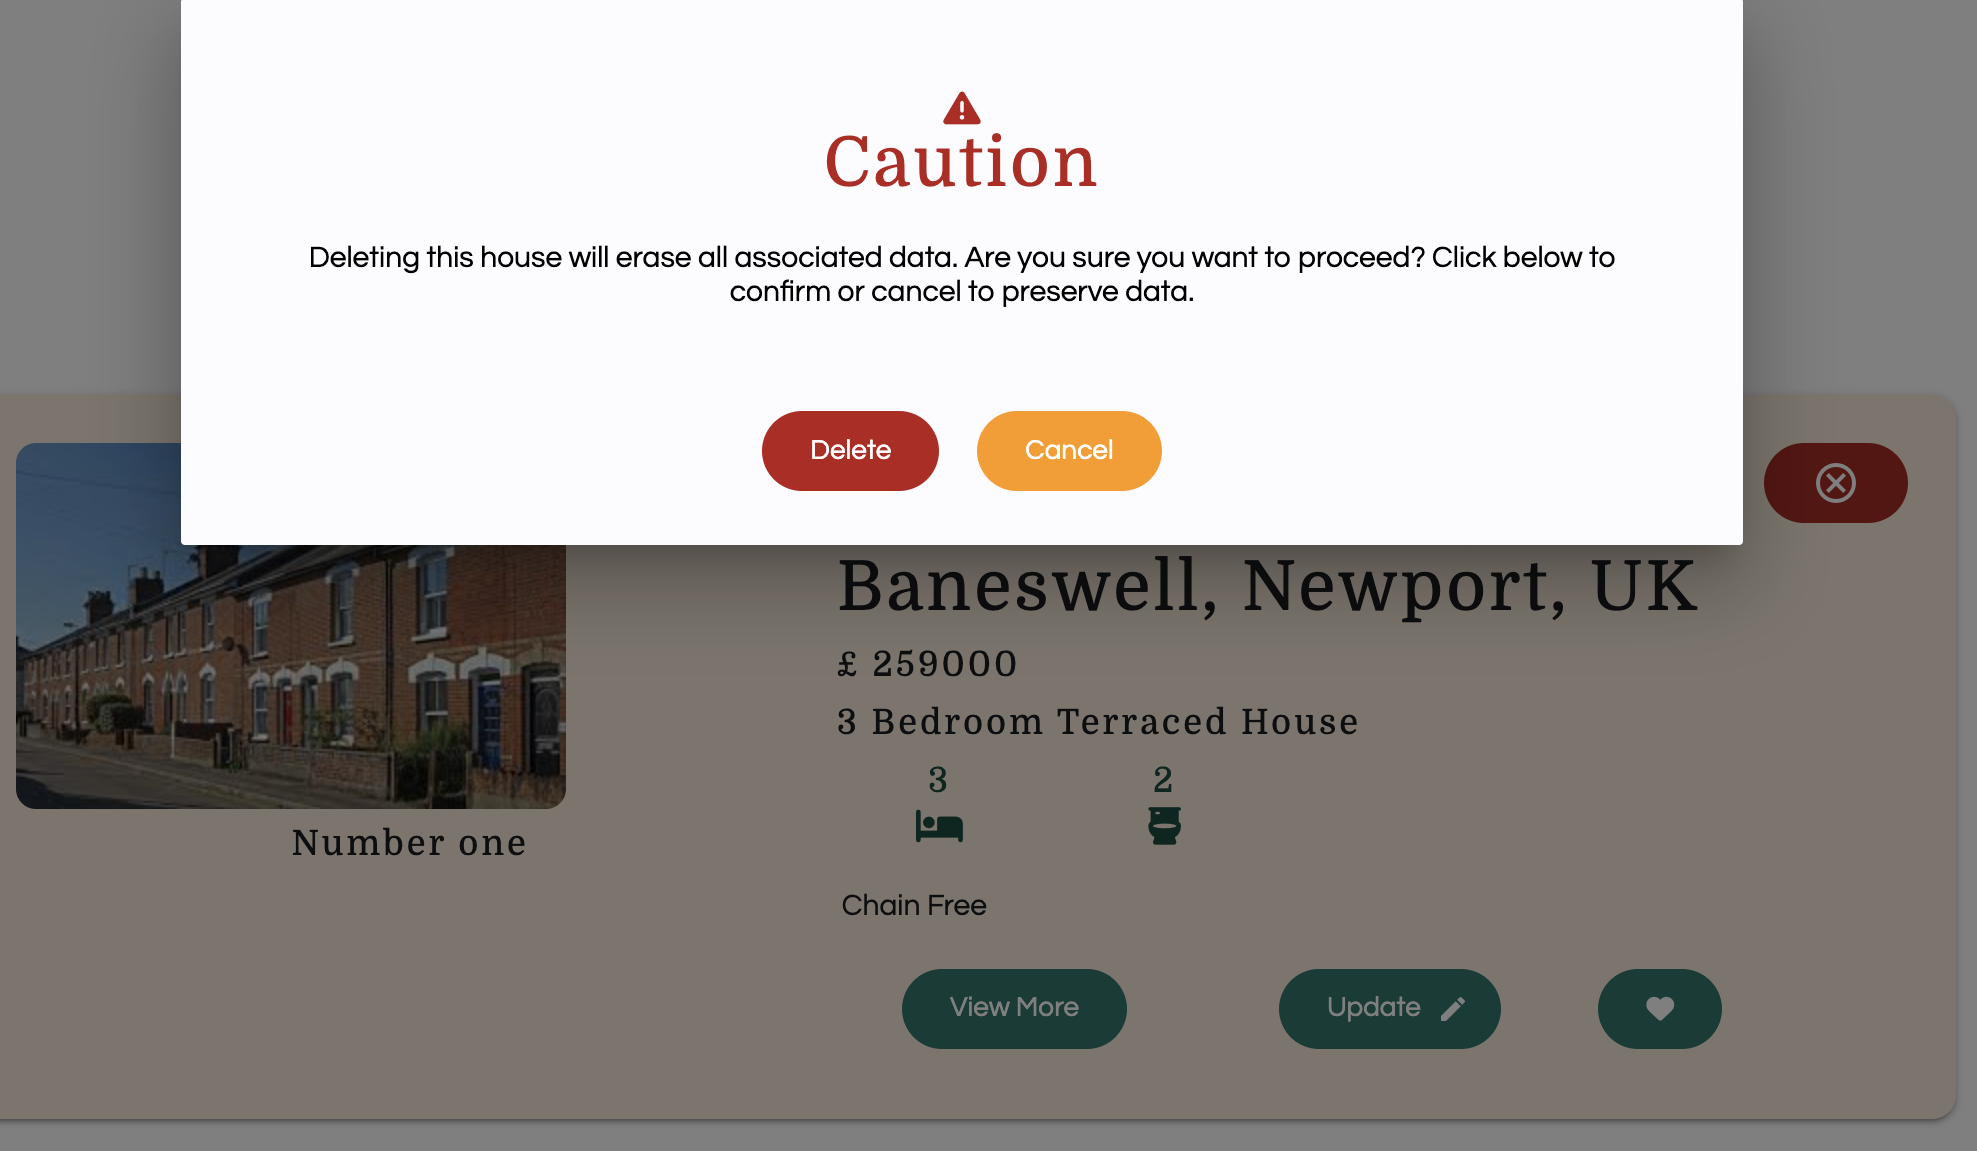 Caution
Deleting this house will erase all associated data. Are you sure you want to proceed? Click below to
confirm or cancel to preserve data.
Delete
Cancel
Baneswell, Newport, UK
£ 259000
3 Bedroom Terraced House
3
2
Number one
Chain Free
View More
Update